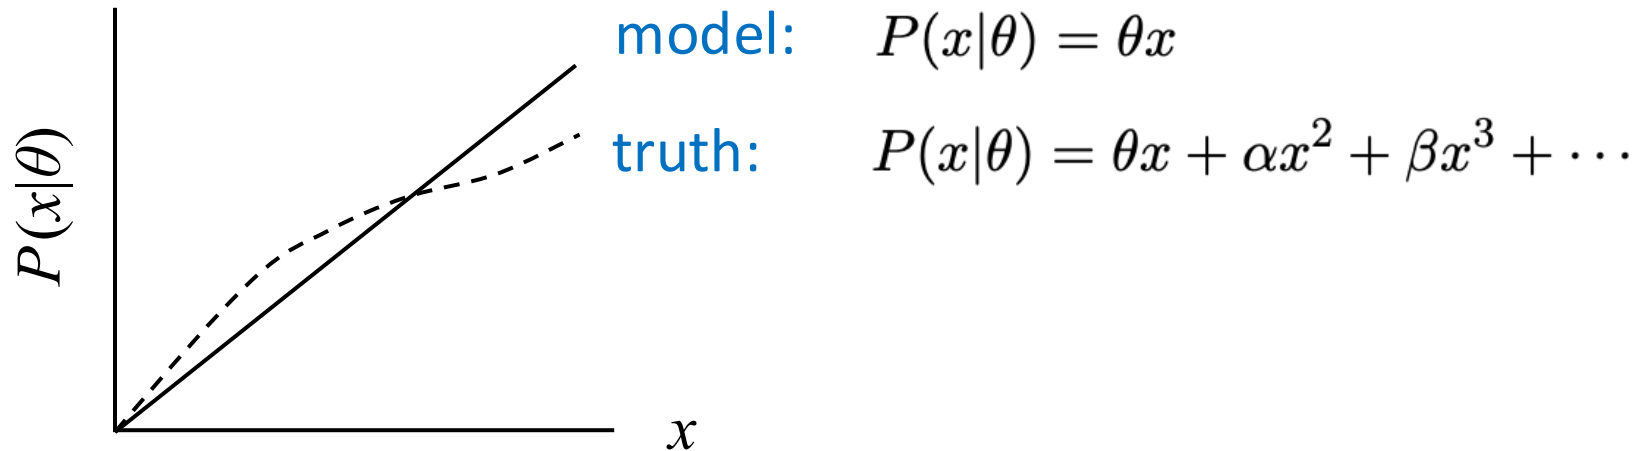 model: P(x|θ) = θx
truth: P(x|θ) = θx + αx² + βx³ + ⋯
P(x|θ)
x